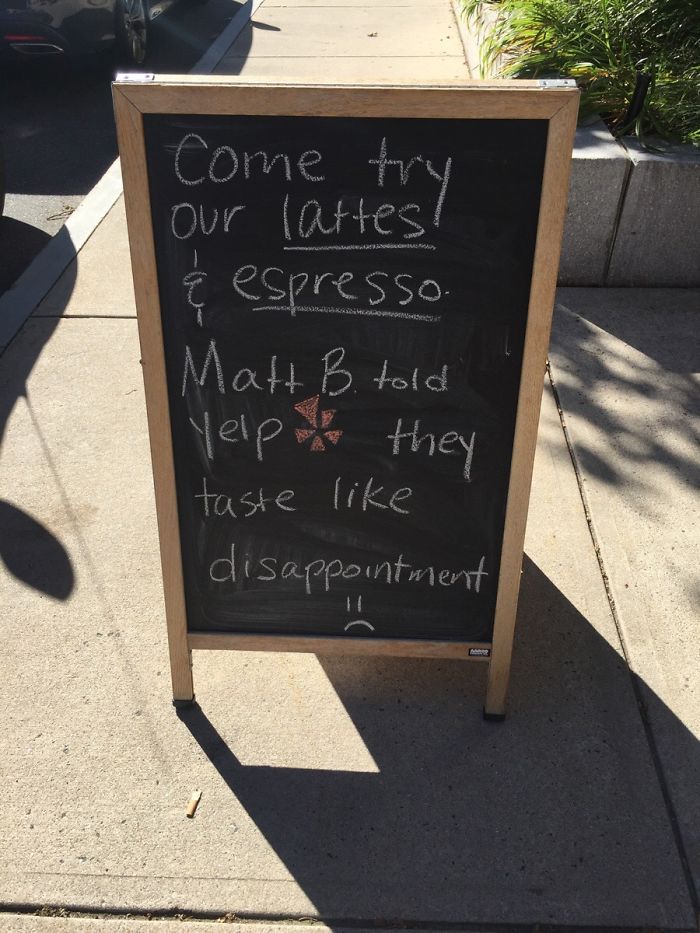 Come try
our lattes
& espresso.
Matt B. told
Yelp they
taste like
disappointment